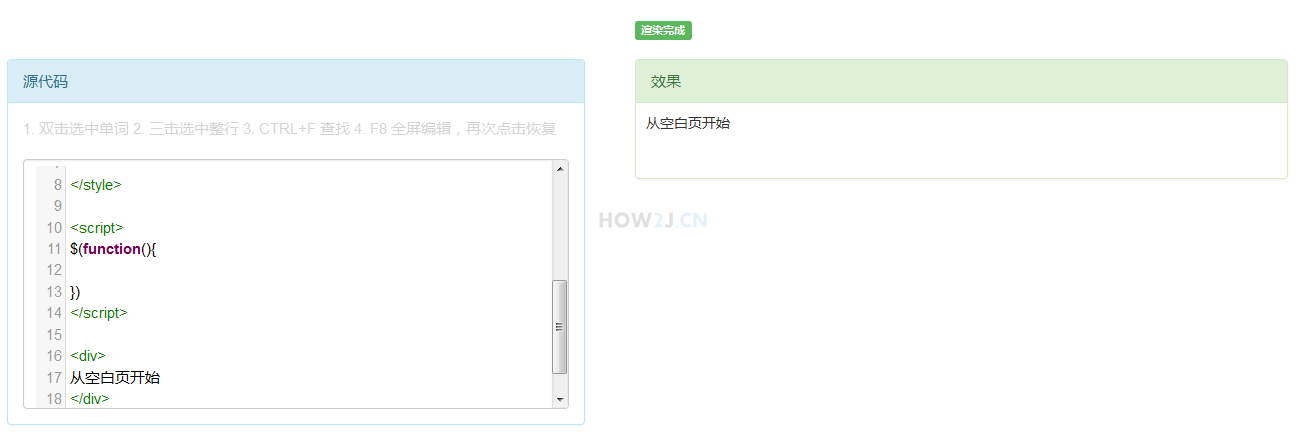 渲染完成
源代码
效果
1. 双击选中单词 2. 三击选中整行 3. CTRL+F 查找 4. F8 全屏编辑，再次点击恢复
从空白页开始
8 </style>
9
10 <script>
11 $(function(){
12
13 })
14 </script>
15
16 <div>
17 从空白页开始
18 </div>
HOW2J.CN